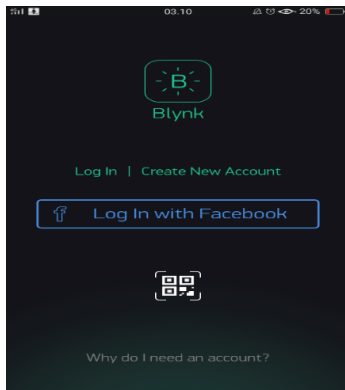 03.10 20%
B
Blynk
Log In | Create New Account
f Log In with Facebook
Why do I need an account?